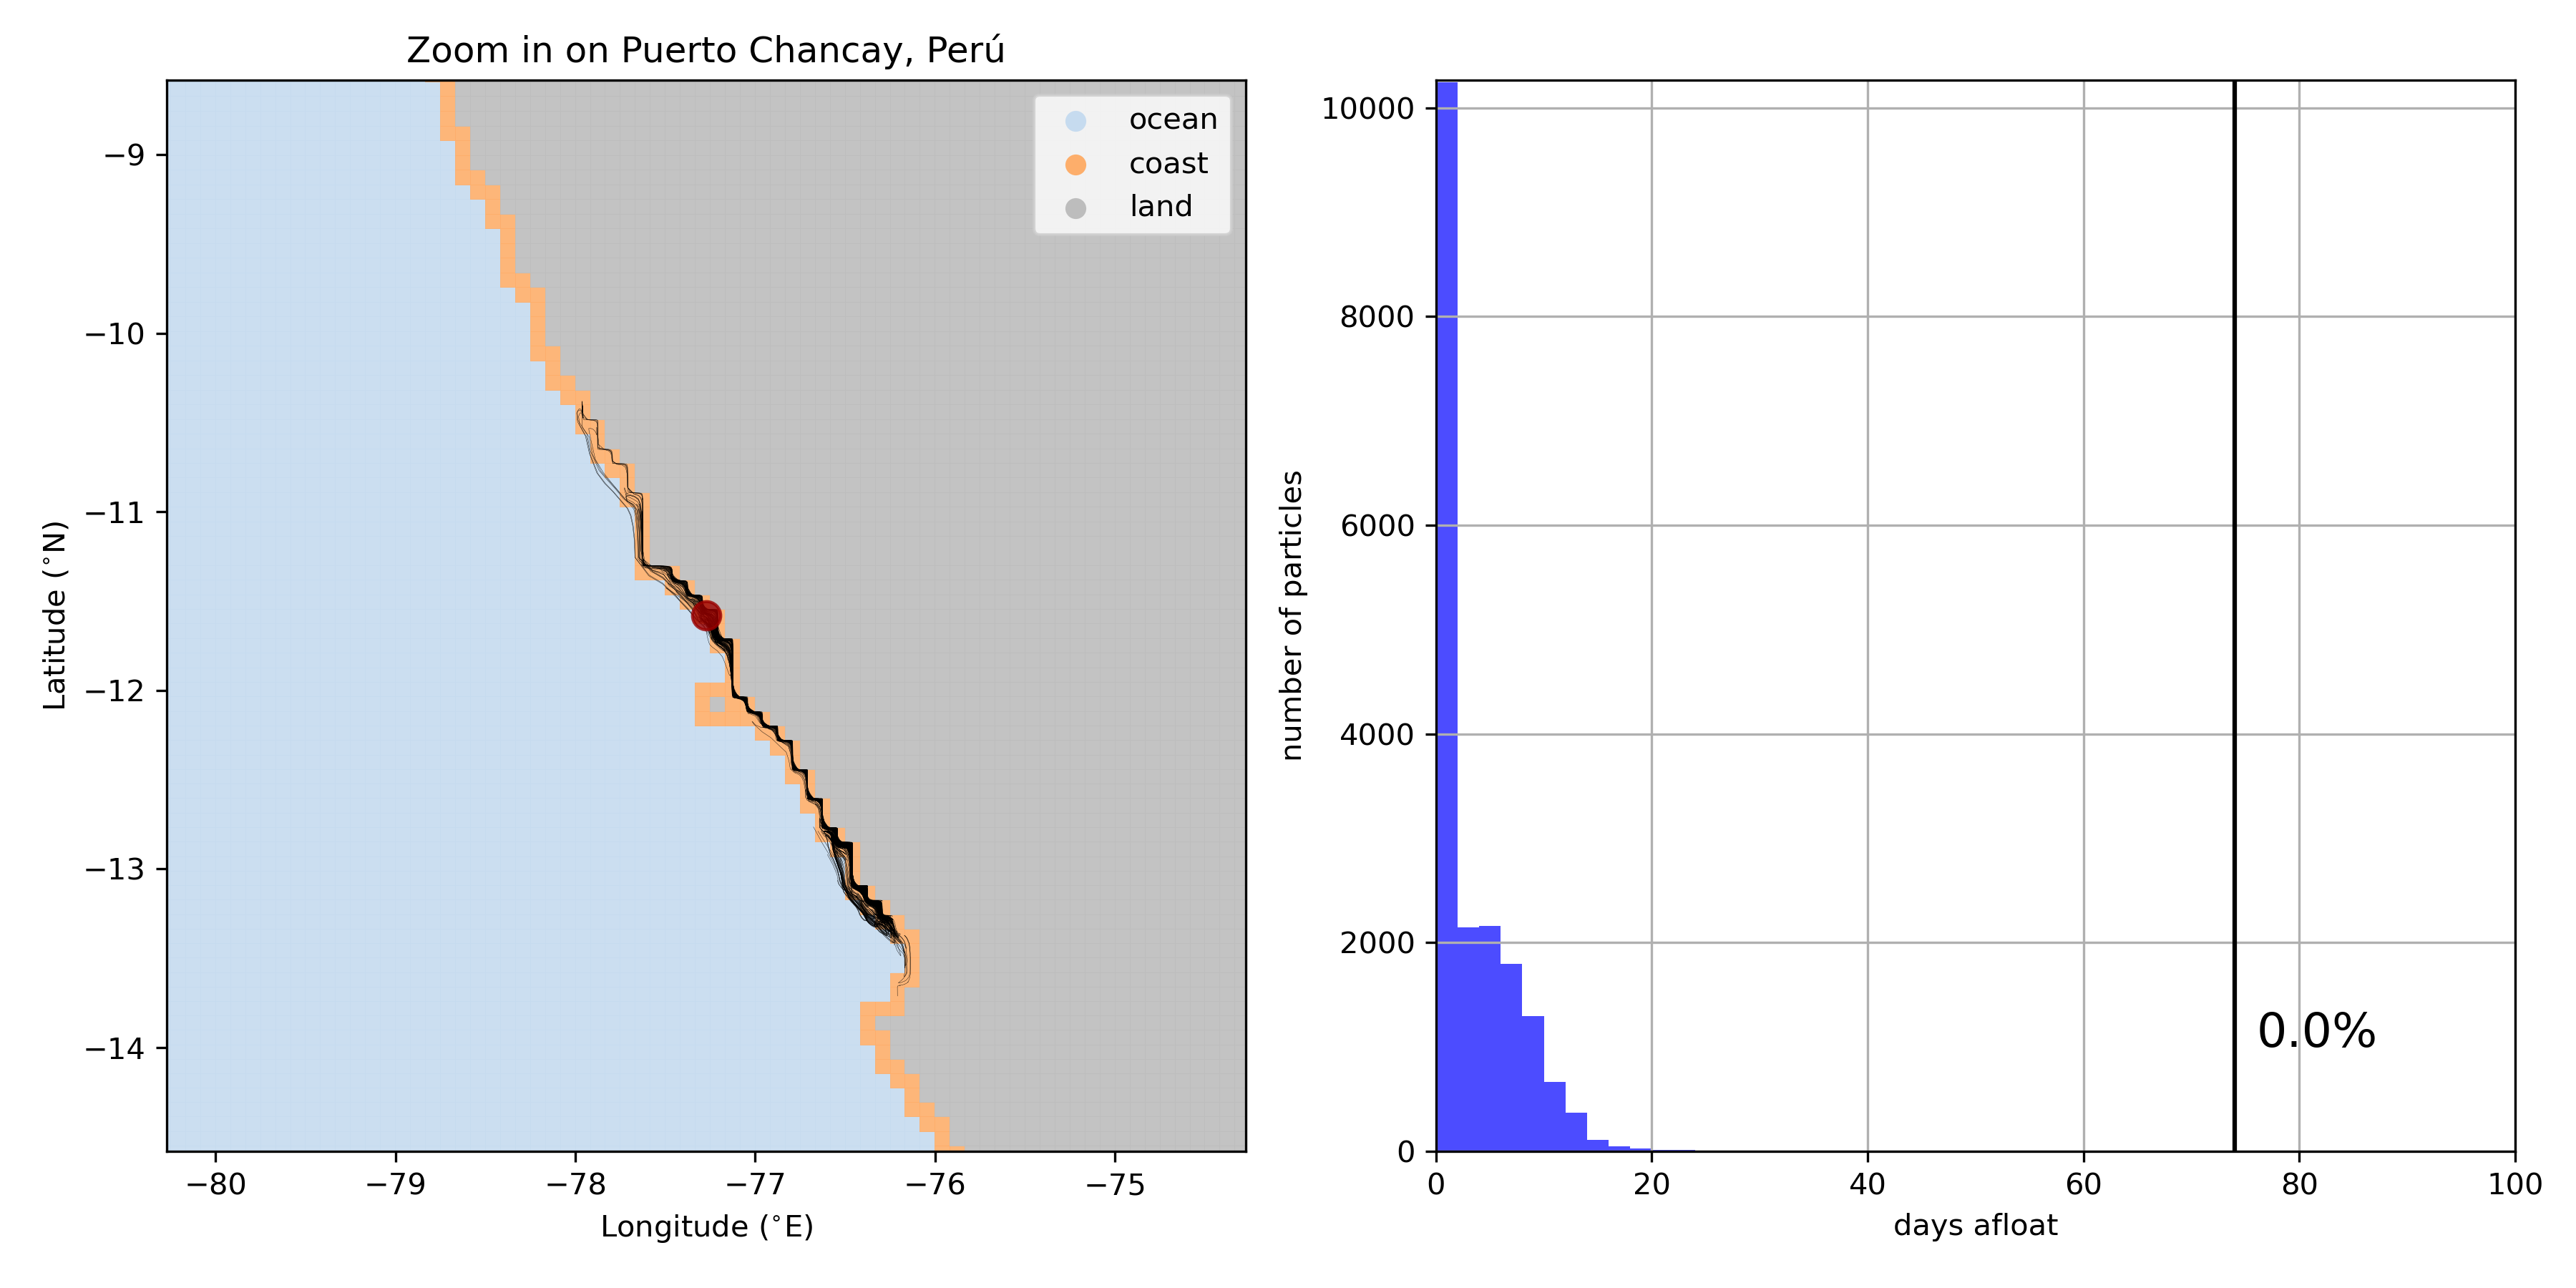 Zoom in on Puerto Chancay, Perú
ocean
coast
land
−9
−10
−11
−12
−13
−14
Latitude (°N)
−80 −79 −78 −77 −76 −75
Longitude (°E)
10000
8000
6000
4000
2000
0
number of particles
0.0%
0 20 40 60 80 100
days afloat